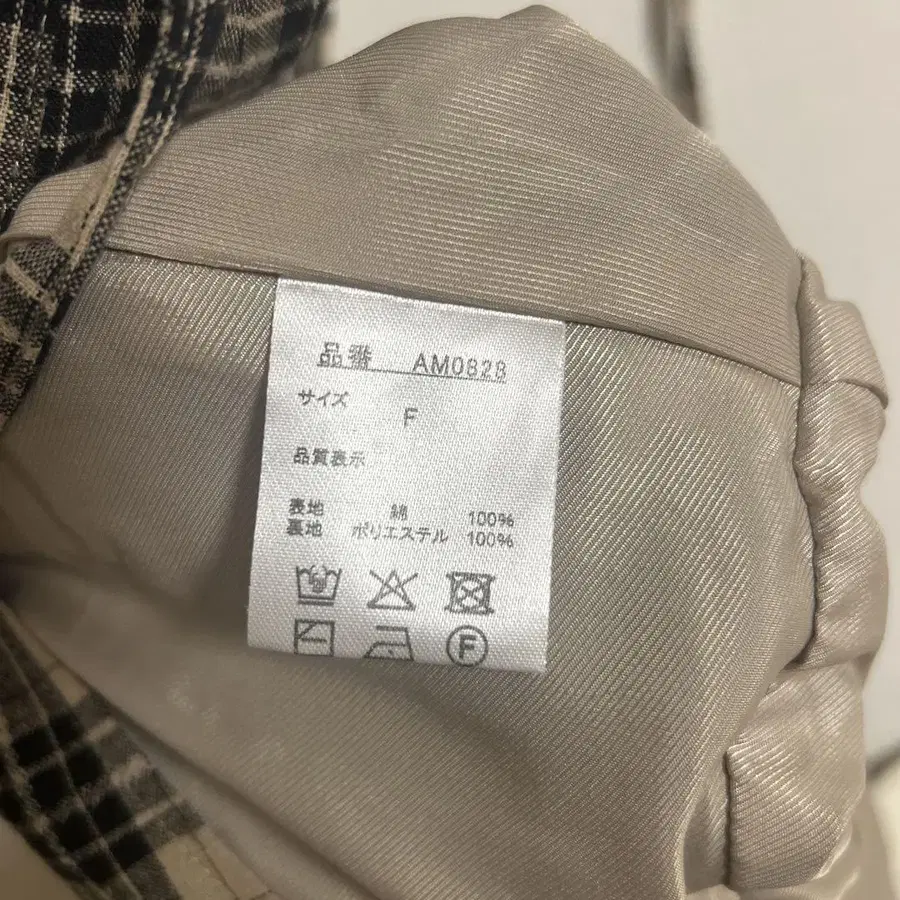 品番 AM0828
サイズ
F
品質表示
表地 綿 100%
裏地 ポリエステル 100%
F